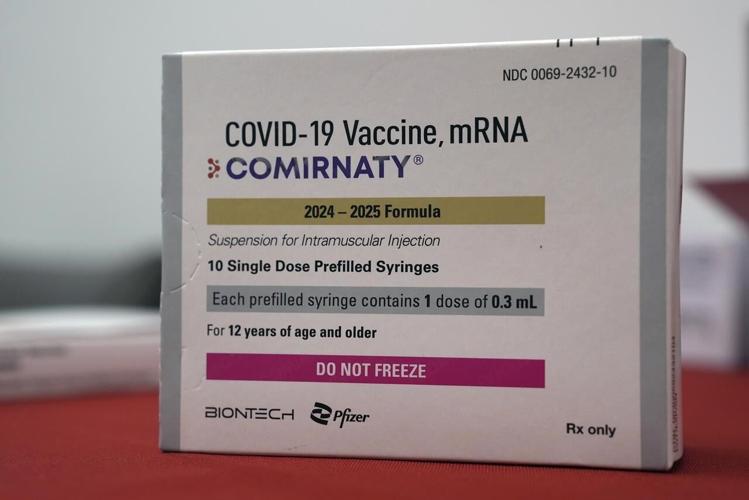 NDC 0069-2432-10
COVID-19 Vaccine, mRNA
COMIRNATY®
2024 – 2025 Formula
Suspension for Intramuscular Injection
10 Single Dose Prefilled Syringes
Each prefilled syringe contains 1 dose of 0.3 mL
For 12 years of age and older
DO NOT FREEZE
BIONTECH Pfizer
Rx only